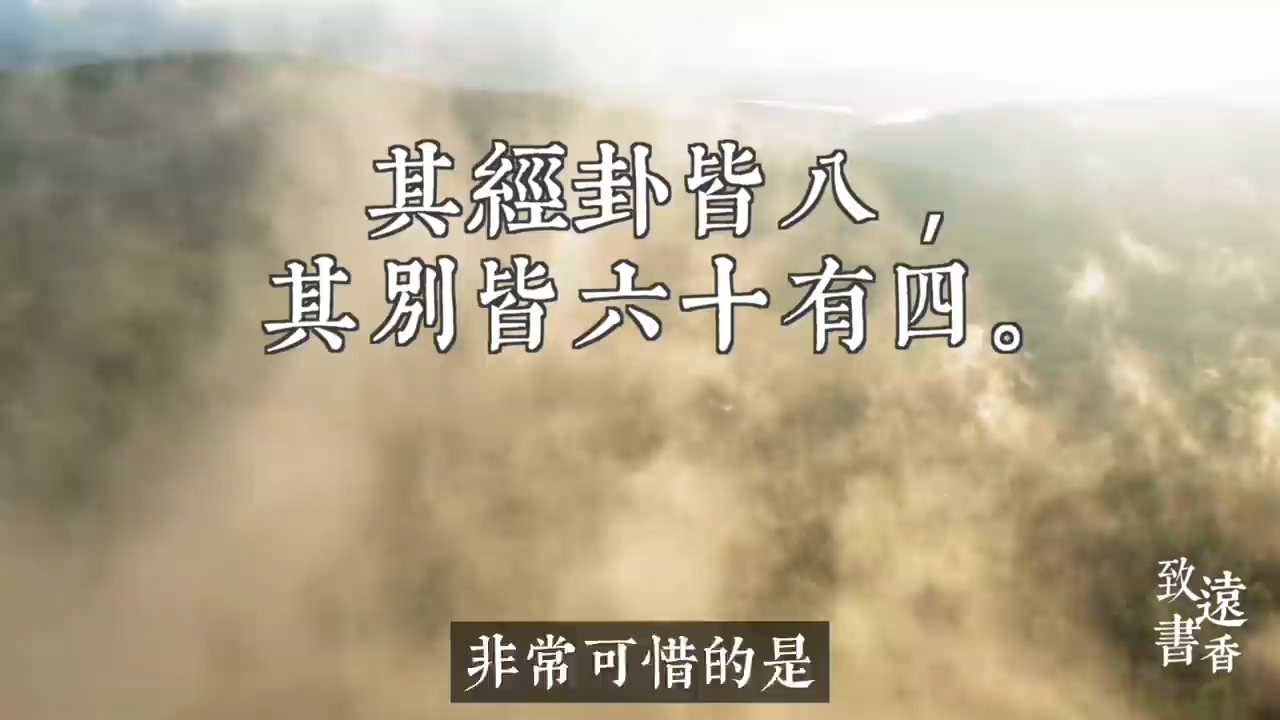 其經卦皆八，
其別皆六十有四。
致遠
書香
非常可惜的是